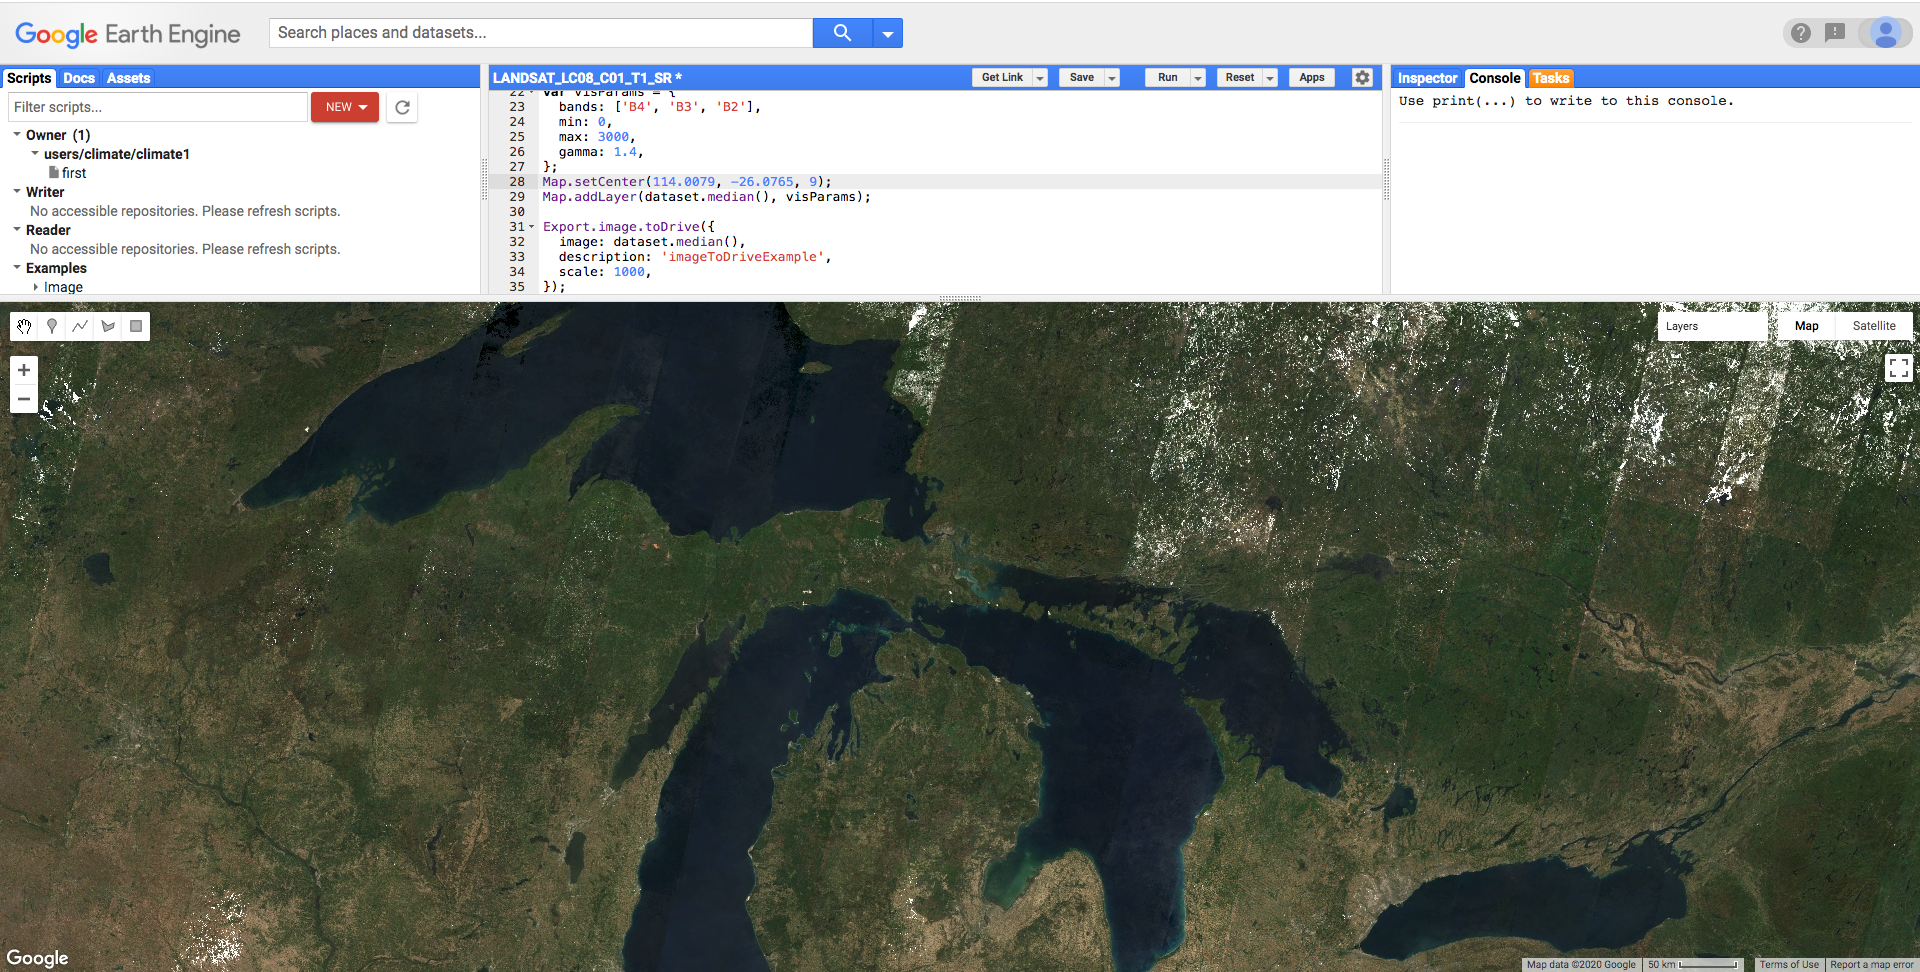 Google Earth Engine
Search places and datasets...
Scripts Docs Assets
Filter scripts...
NEW
Owner (1)
users/climate/climate1
first
Writer
No accessible repositories. Please refresh scripts.
Reader
No accessible repositories. Please refresh scripts.
Examples
Image
LANDSAT_LC08_C01_T1_SR *
Get Link
Save
Run
Reset
Apps
22 var visParams = {
23 bands: ['B4', 'B3', 'B2'],
24 min: 0,
25 max: 3000,
26 gamma: 1.4,
27 };
28 Map.setCenter(114.0079, -26.0765, 9);
29 Map.addLayer(dataset.median(), visParams);
30
31 Export.image.toDrive({
32 image: dataset.median(),
33 description: 'imageToDriveExample',
34 scale: 1000,
35 });
Inspector Console Tasks
Use print(...) to write to this console.
Layers
Map
Satellite
Google
Map data ©2020 Google
50 km
Terms of Use
Report a map error